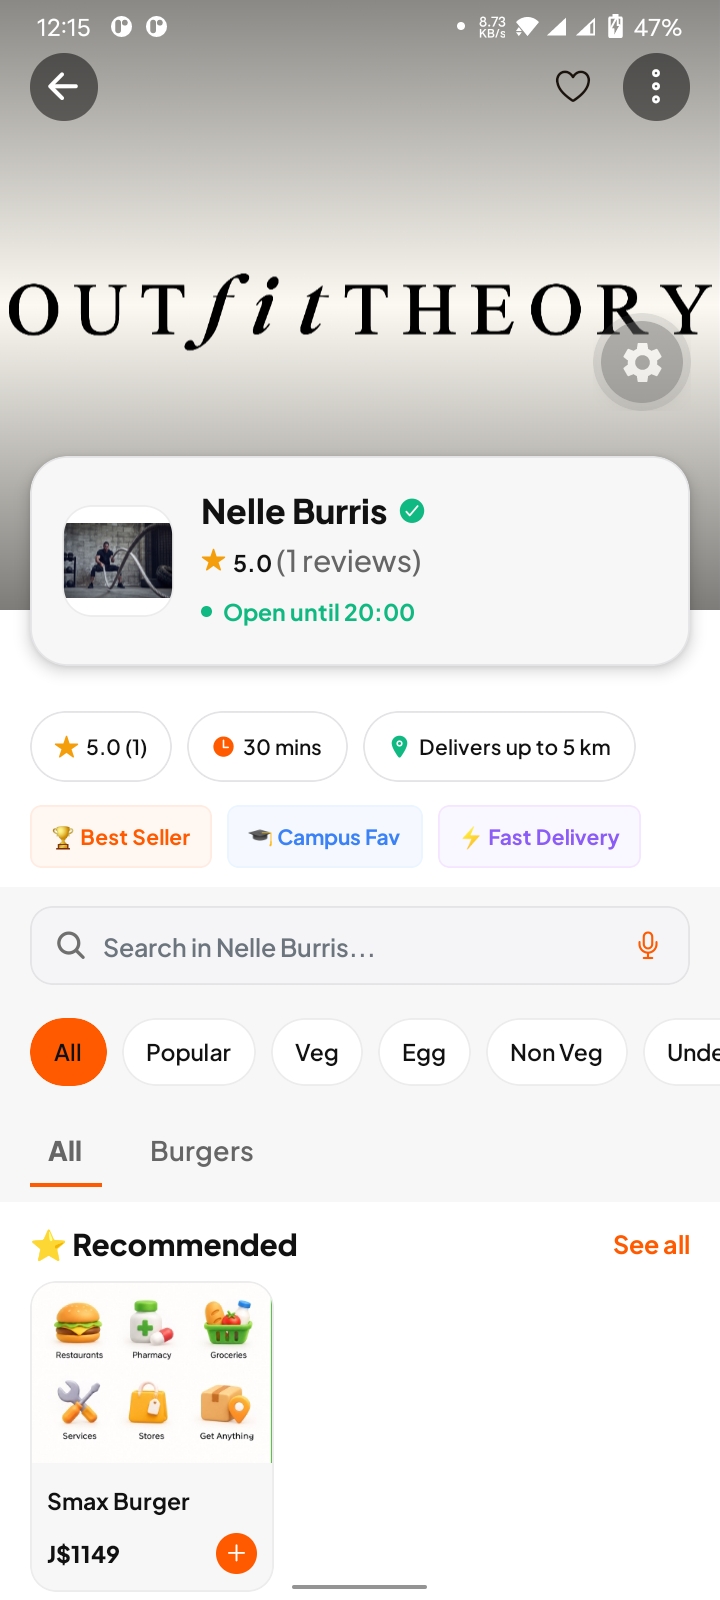 12:15 8.73 KB/s 47%
OUTfitTHEORY
Nelle Burris
5.0 (1 reviews)
Open until 20:00
5.0 (1) 30 mins Delivers up to 5 km
Best Seller Campus Fav Fast Delivery
Search in Nelle Burris...
All Popular Veg Egg Non Veg Unde
All Burgers
Recommended See all
Restaurants Pharmacy Groceries
Services Stores Get Anything
Smax Burger
J$1149